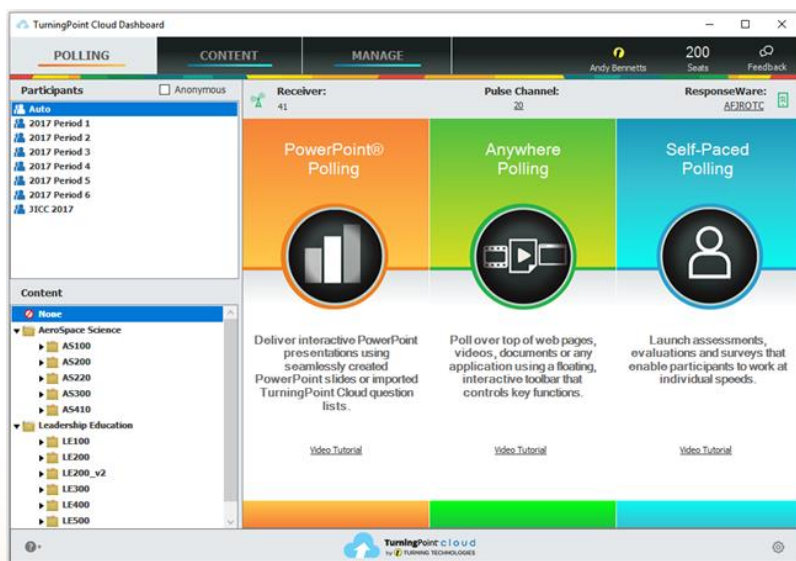 TurningPoint Cloud Dashboard
POLLING
CONTENT
MANAGE
Andy Bennetts
200
Seats
Feedback
Participants
Anonymous
Auto
2017 Period 1
2017 Period 2
2017 Period 3
2017 Period 4
2017 Period 5
2017 Period 6
JICC 2017
Content
None
AeroSpace Science
AS100
AS200
AS220
AS300
AS410
Leadership Education
LE100
LE200
LE200_v2
LE300
LE400
LE500
Receiver:
41
Pulse Channel:
20
ResponseWare:
AFJROTC
PowerPoint®
Polling
Deliver interactive PowerPoint
presentations using
seamlessly created
PowerPoint slides or imported
TurningPoint Cloud question
lists.
Video Tutorial
Anywhere
Polling
Poll over top of web pages,
videos, documents or any
application using a floating,
interactive toolbar that
controls key functions.
Video Tutorial
Self-Paced
Polling
Launch assessments,
evaluations and surveys that
enable participants to work at
individual speeds.
Video Tutorial
TurningPoint cloud
by TURNING TECHNOLOGIES